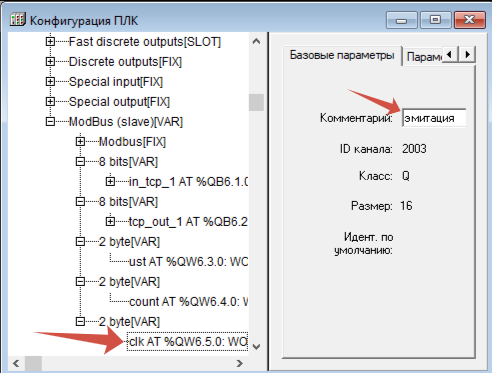 Конфигурация ПЛК
Fast discrete outputs[SLOT]
Discrete outputs[FIX]
Special input[FIX]
Special output[FIX]
ModBus (slave)[VAR]
Modbus[FIX]
8 bits[VAR]
in_tcp_1 AT %QB6.1.0
8 bits[VAR]
tcp_out_1 AT %QB6.2
2 byte[VAR]
ust AT %QW6.3.0: WO
2 byte[VAR]
count AT %QW6.4.0: W
2 byte[VAR]
clk AT %QW6.5.0: WO
Базовые параметры
Парам
Комментарий: эмитация
ID канала: 2003
Класс: Q
Размер: 16
Идент. по
умолчанию: